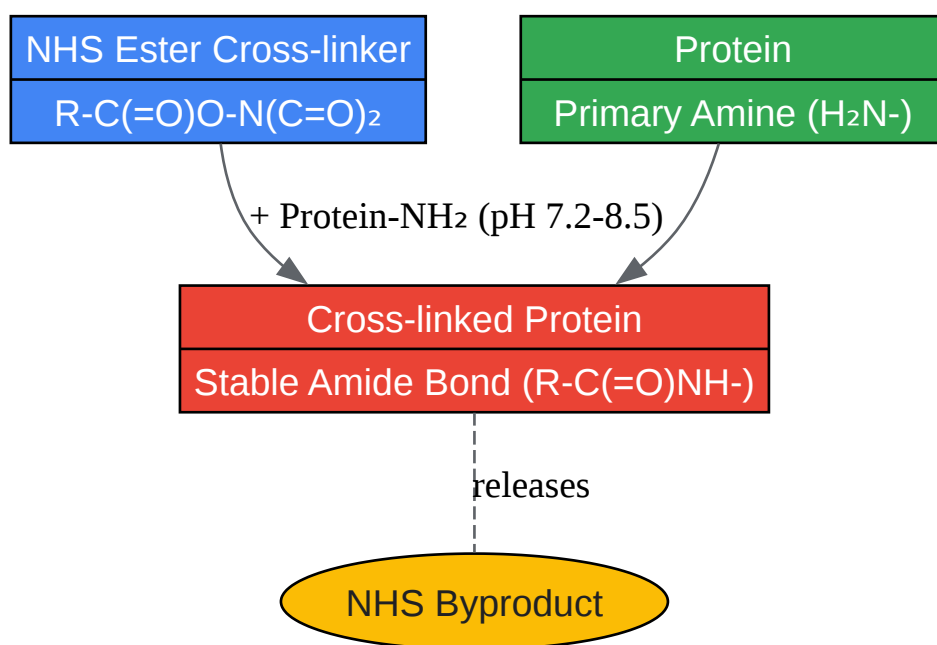 NHS Ester Cross-linker
R-C(=O)O-N(C=O)₂
Protein
Primary Amine (H₂N-)
+ Protein-NH₂ (pH 7.2-8.5)
Cross-linked Protein
Stable Amide Bond (R-C(=O)NH-)
releases
NHS Byproduct